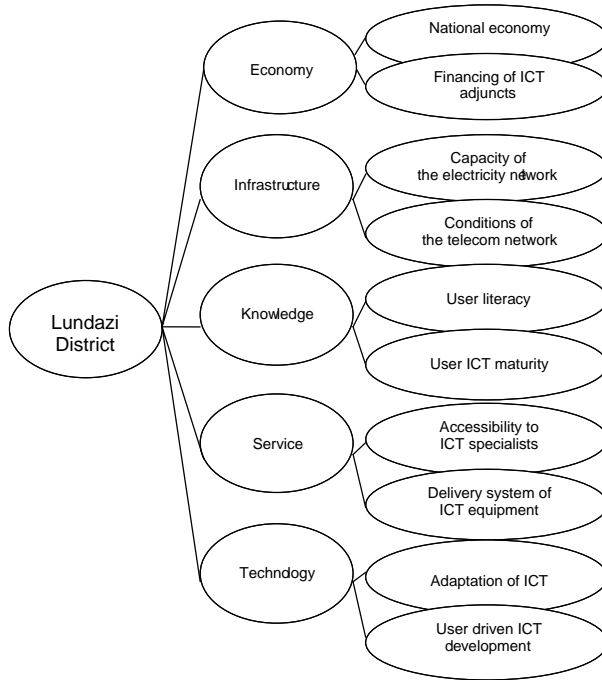 National economy
Economy
Financing of ICT
adjuncts
Capacity of
the electricity network
Infrastructure
Conditions of
the telecom network
User literacy
Knowledge
Lundazi
District
User ICT maturity
Accessibility to
ICT specialists
Service
Delivery system of
ICT equipment
Technology
Adaptation of ICT
User driven ICT
development